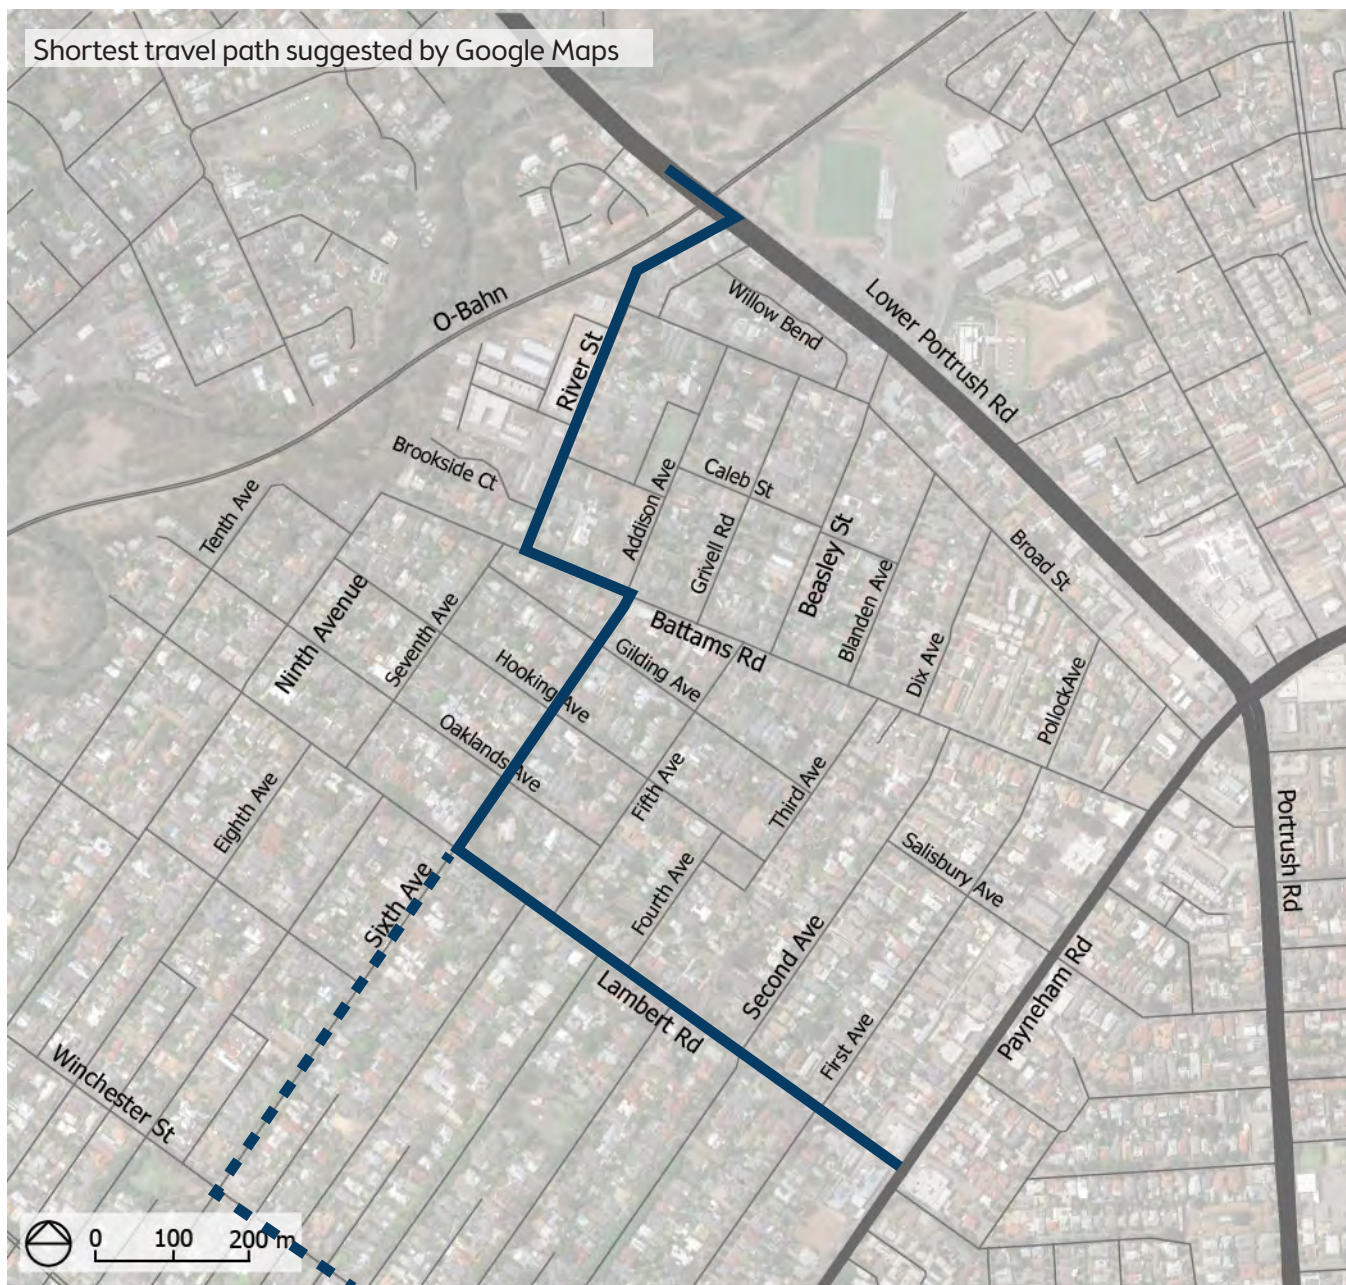 Shortest travel path suggested by Google Maps
O-Bahn
Willow Bend
Lower Portrush Rd
River St
Brookside Ct
Caleb St
Addison Ave
Tenth Ave
Grivell Rd
Beasley St
Broad St
Blanden Ave
Ninth Avenue
Seventh Ave
Battams Rd
Gilding Ave
Hooking Ave
Dix Ave
PollockAve
Oaklands Ave
Fifth Ave
Third Ave
Eighth Ave
Portrush Rd
Salisbury Ave
Fourth Ave
Sixth Ave
Second Ave
Payneham Rd
Lambert Rd
First Ave
Winchester St
0 100 200 m